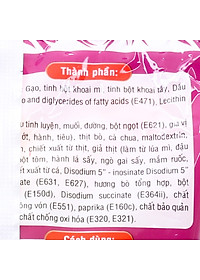 Thành phần:
Gạo, tinh bột khoai m, tinh bột khoai tây, Dầu
o and diglycerides of fatty acids (E471), Lecithin
tinh luyện, muối, đường, bột ngọt (E621), gia vị
ớt, hành, tiêu), thịt bò, cà chua, maltodextrin,
chiết xuất từ thịt, giả thịt (làm từ lúa mì, đậu
bột tôm, hành lá sấy, ngò gai sấy, mắm ruốc,
xuất từ cá, Disodium 5" - inosinate Disodium 5"
ate (E631, E627), hương bò tổng hợp, bột
(E150d), Disodium succinate (E364ii), chất
ông vón (E551), paprika (E160c), chất bảo quản
chất chống oxi hóa (E320, E321).
Cách dùng: